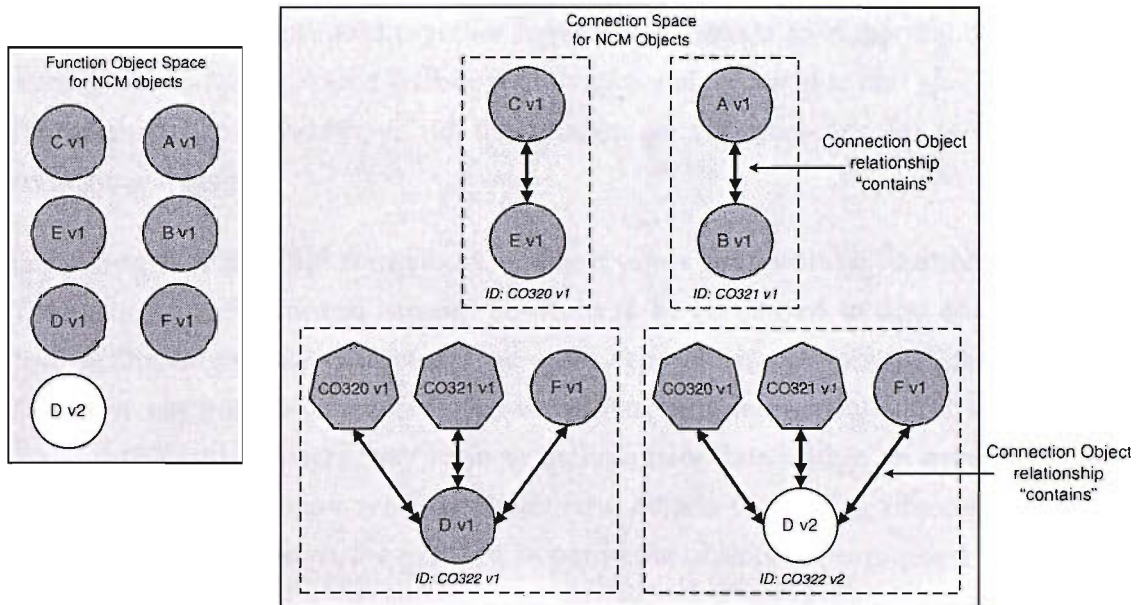 Function Object Space
for NCM objects
C v1
A v1
E v1
B v1
D v1
F v1
D v2
Connection Space
for NCM Objects
C v1
E v1
ID: CO320 v1
A v1
B v1
ID: CO321 v1
Connection Object
relationship
"contains"
CO320 v1
CO321 v1
F v1
D v1
ID: CO322 v1
CO320 v1
CO321 v1
F v1
D v2
ID: CO322 v2
Connection Object
relationship
"contains"